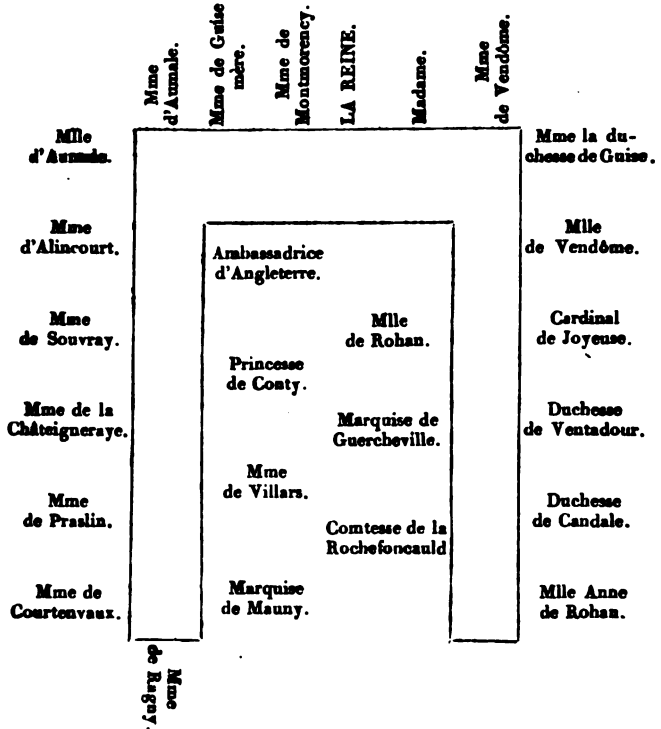 Mme
d'Aumale.
Mme de Guise
mère.
Mme de
Montmorency.
LA REINE.
Madame.
Mme
de Vendôme.
Mlle
d'Aumale.
Mme la du-
chesse de Guise.
Mme
d'Alincourt.
Ambassadrice
d'Angleterre.
Mlle
de Vendôme.
Mme
de Souvray.
Mlle
de Rohan.
Cardinal
de Joyeuse.
Princesse
de Conty.
Mme de la
Châteigneraye.
Marquise de
Guercheville.
Duchesse
de Ventadour.
Mme
de Villars.
Mme
de Praslin.
Comtesse de la
Rochefoncauld
Duchesse
de Candale.
Mme de
Courtenvaux.
Marquise
de Mauny.
Mlle Anne
de Rohan.
Mme
de Ragny.